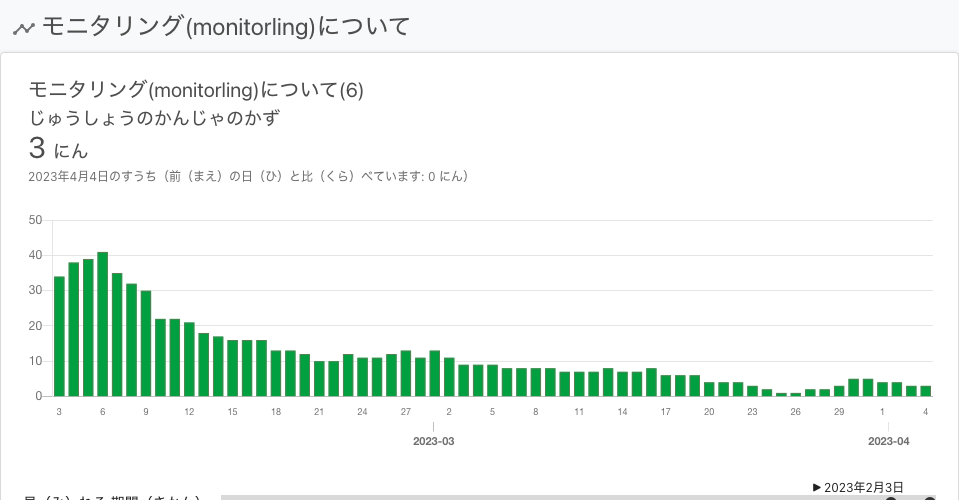 モニタリング(monitorling)について
モニタリング(monitorling)について(6)
じゅうしょうのかんじゃのかず
3 にん
2023年4月4日のすうち（前（まえ）の日（ひ）と比（くら）べています: 0 にん）
50
40
30
20
10
0
3 6 9 12 15 18 21 24 27 2 5 8 11 14 17 20 23 26 29 1 4
2023-03 2023-04
▶ 2023年2月3日